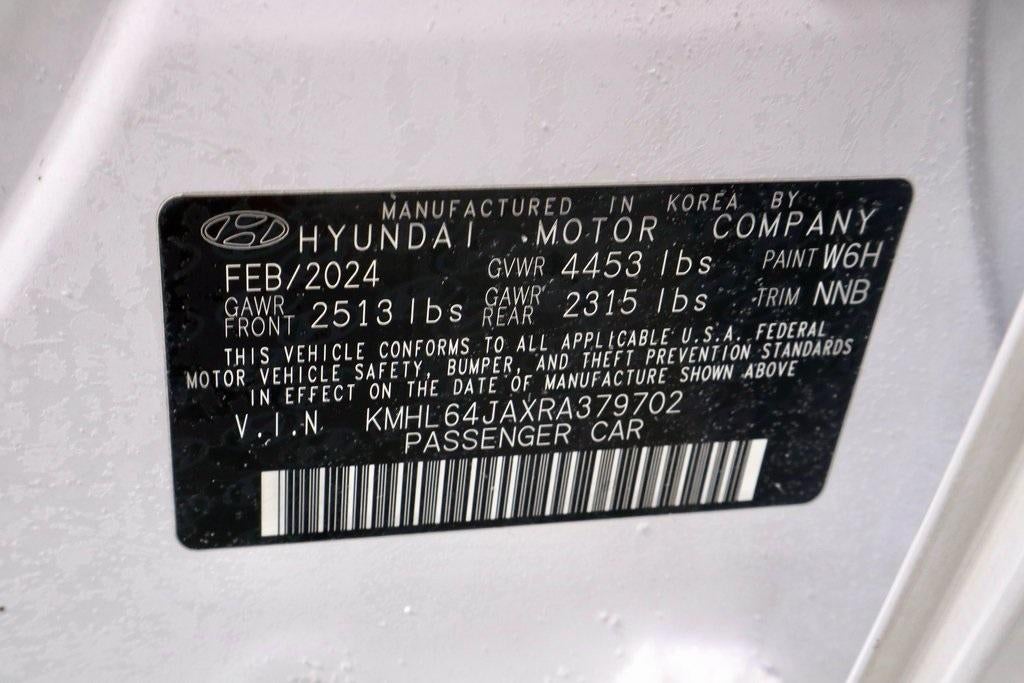 MANUFACTURED IN KOREA BY
HYUNDAI MOTOR COMPANY
FEB/2024 GVWR 4453 lbs PAINT W6H
GAWR FRONT 2513 lbs GAWR REAR 2315 lbs TRIM NNB
THIS VEHICLE CONFORMS TO ALL APPLICABLE U.S.A. FEDERAL
MOTOR VEHICLE SAFETY, BUMPER, AND THEFT PREVENTION STANDARDS
IN EFFECT ON THE DATE OF MANUFACTURE SHOWN ABOVE
V.I.N KMHL64JAXRA379702
PASSENGER CAR